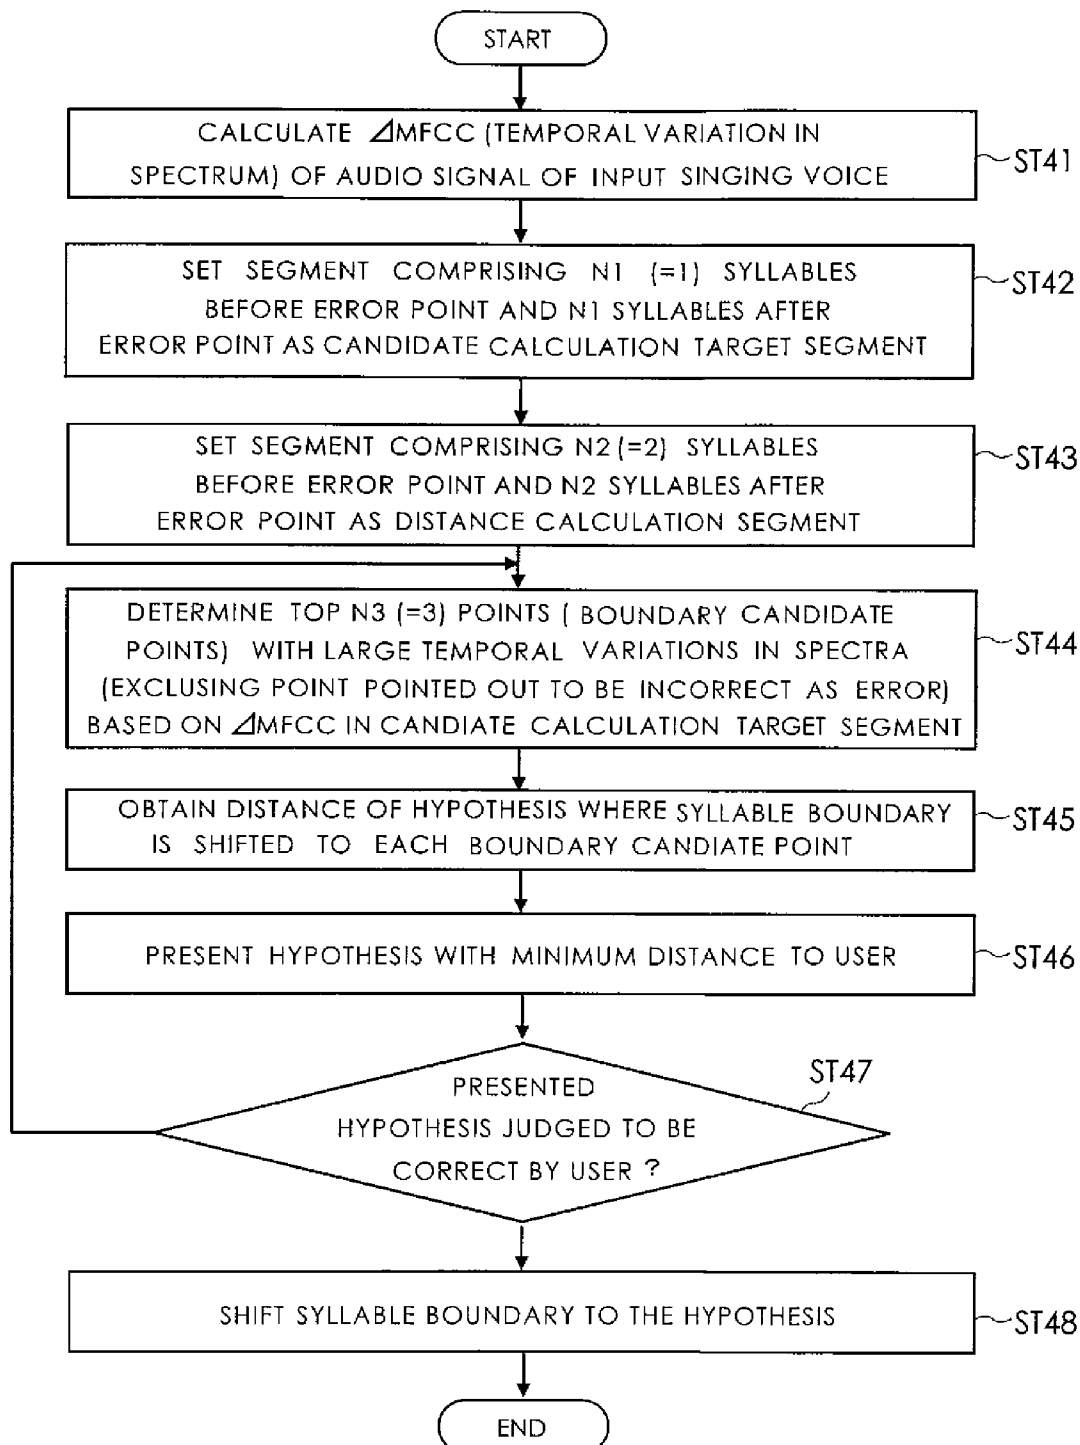 START
CALCULATE ⊿MFCC (TEMPORAL VARIATION IN
SPECTRUM) OF AUDIO SIGNAL OF INPUT SINGING VOICE
ST41
SET SEGMENT COMPRISING N1 (=1) SYLLABLES
BEFORE ERROR POINT AND N1 SYLLABLES AFTER
ERROR POINT AS CANDIDATE CALCULATION TARGET SEGMENT
ST42
SET SEGMENT COMPRISING N2 (=2) SYLLABLES
BEFORE ERROR POINT AND N2 SYLLABLES AFTER
ERROR POINT AS DISTANCE CALCULATION SEGMENT
ST43
DETERMINE TOP N3 (=3) POINTS ( BOUNDARY CANDIDATE
POINTS) WITH LARGE TEMPORAL VARIATIONS IN SPECTRA
(EXCLUSING POINT POINTED OUT TO BE INCORRECT AS ERROR)
BASED ON ⊿MFCC IN CANDIATE CALCULATION TARGET SEGMENT
ST44
OBTAIN DISTANCE OF HYPOTHESIS WHERE SYLLABLE BOUNDARY
IS SHIFTED TO EACH BOUNDARY CANDIATE POINT
ST45
PRESENT HYPOTHESIS WITH MINIMUM DISTANCE TO USER
ST46
PRESENTED
HYPOTHESIS JUDGED TO BE
CORRECT BY USER ?
ST47
SHIFT SYLLABLE BOUNDARY TO THE HYPOTHESIS
ST48
END